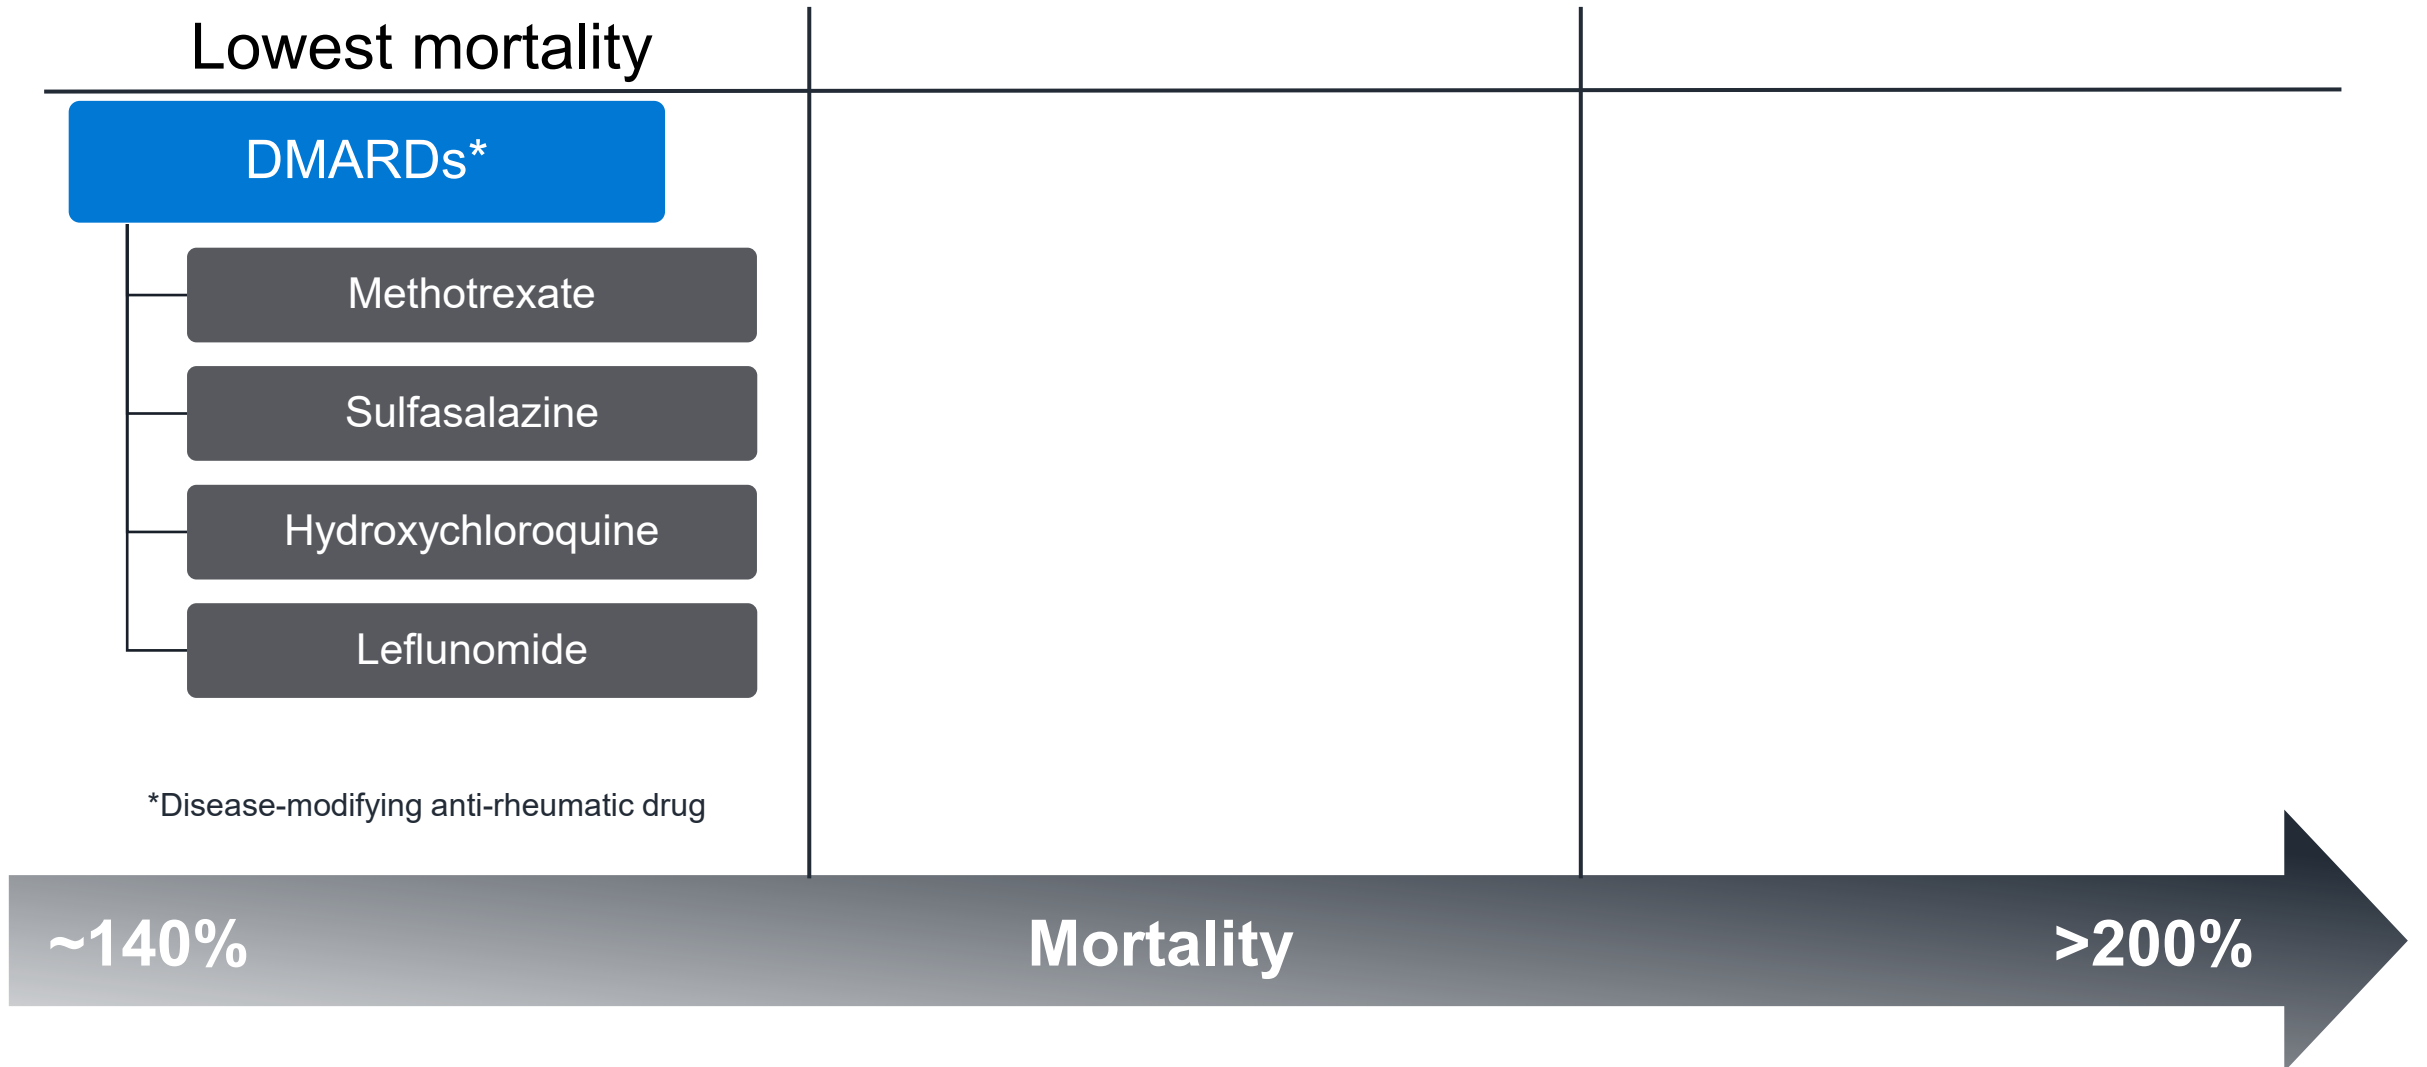 Lowest mortality
DMARDs*
Methotrexate
Sulfasalazine
Hydroxychloroquine
Leflunomide
*Disease-modifying anti-rheumatic drug
~140%
Mortality
>200%